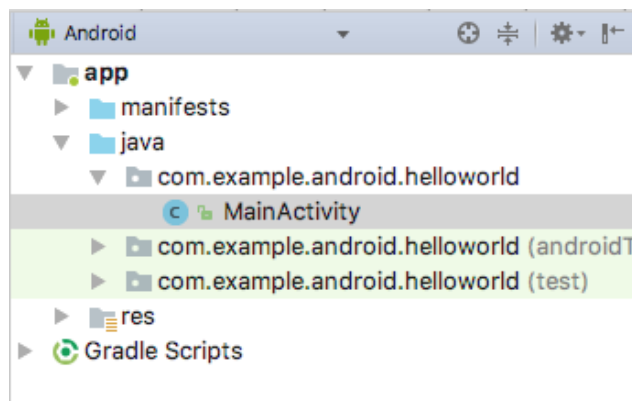 Android
app
manifests
java
com.example.android.helloworld
C MainActivity
com.example.android.helloworld (androidT
com.example.android.helloworld (test)
res
Gradle Scripts